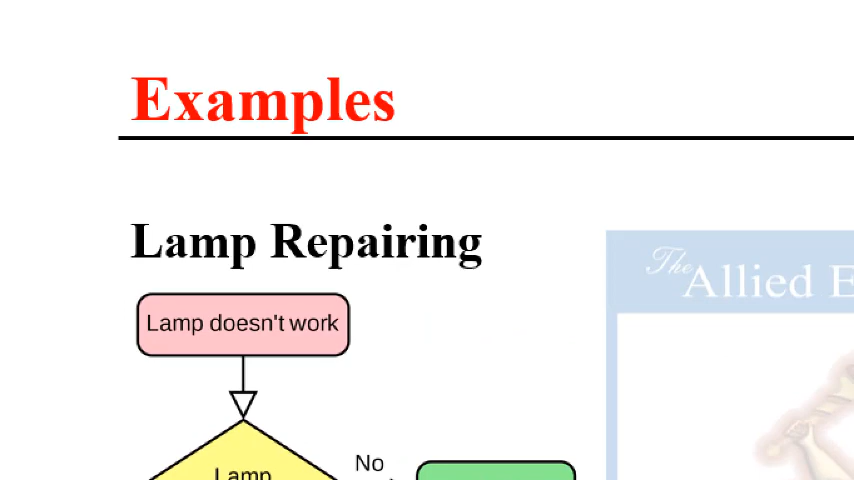 Examples
Lamp Repairing
The
Allied E
Lamp doesn't work
No
Lamp